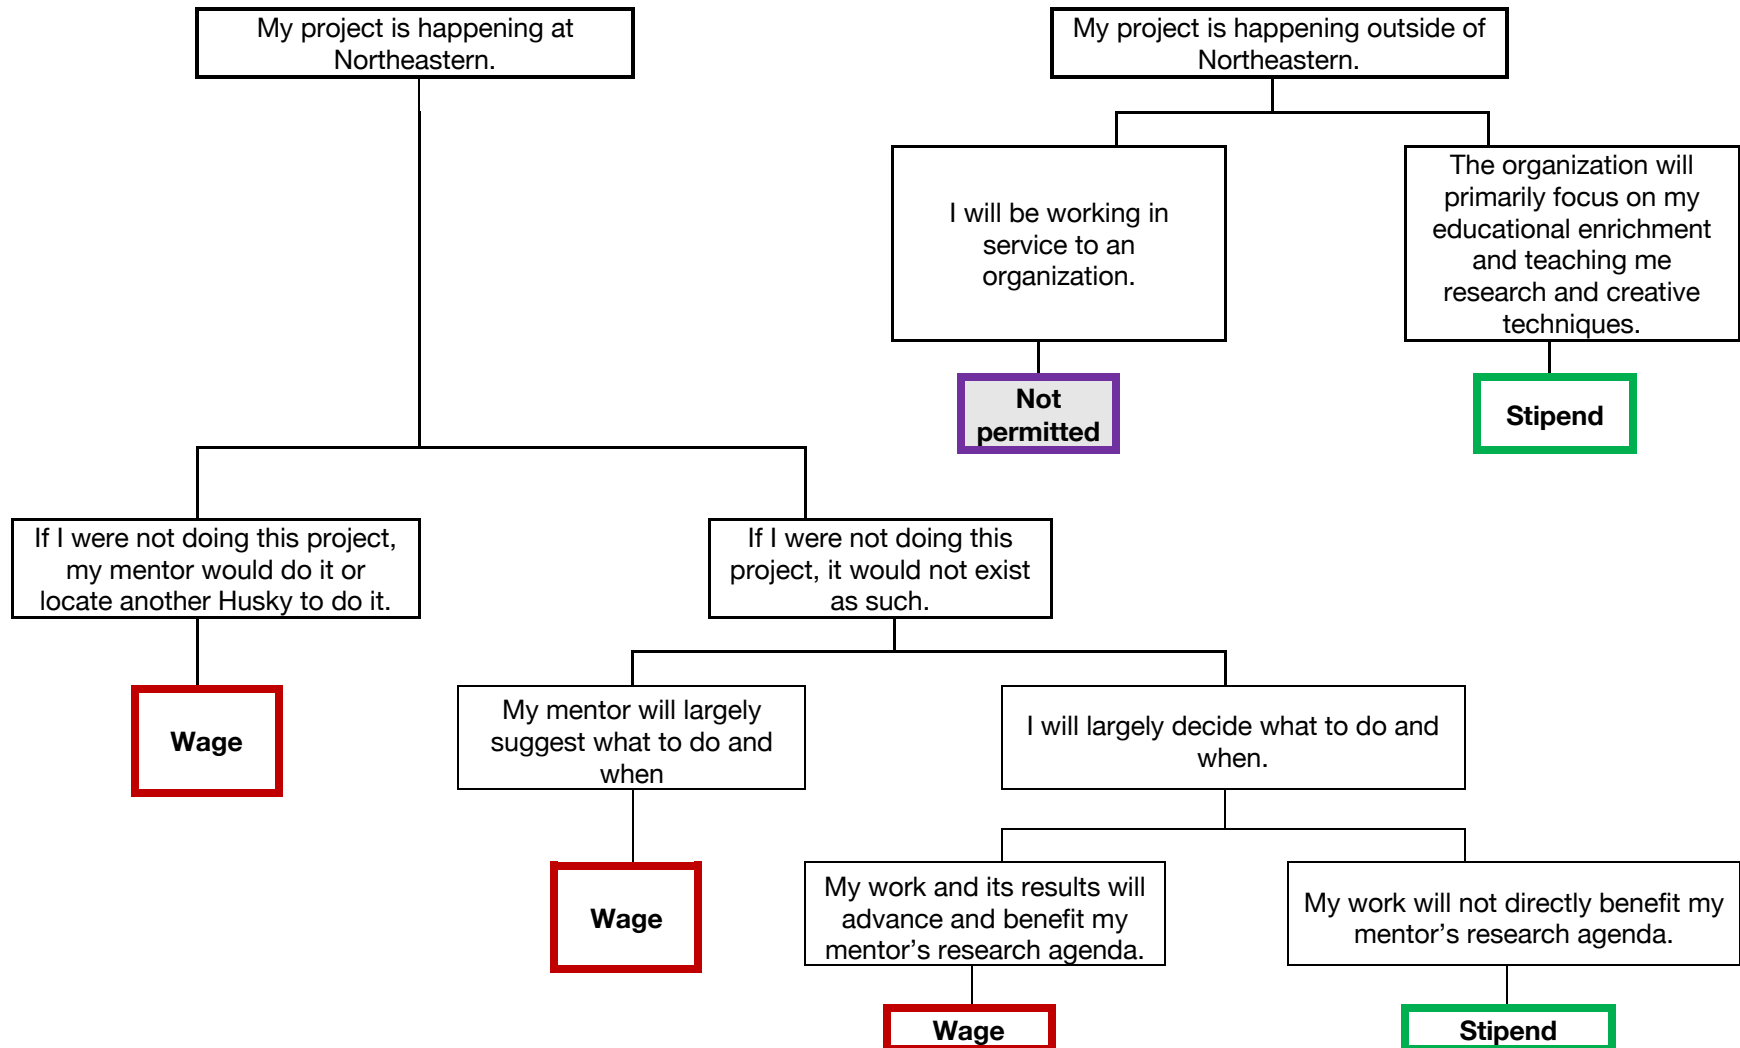 My project is happening at
Northeastern.
My project is happening outside of
Northeastern.
I will be working in
service to an
organization.
The organization will
primarily focus on my
educational enrichment
and teaching me
research and creative
techniques.
Not
permitted
Stipend
If I were not doing this project,
my mentor would do it or
locate another Husky to do it.
If I were not doing this
project, it would not exist
as such.
Wage
My mentor will largely
suggest what to do and
when
I will largely decide what to do and
when.
Wage
My work and its results will
advance and benefit my
mentor’s research agenda.
My work will not directly benefit my
mentor’s research agenda.
Wage
Stipend